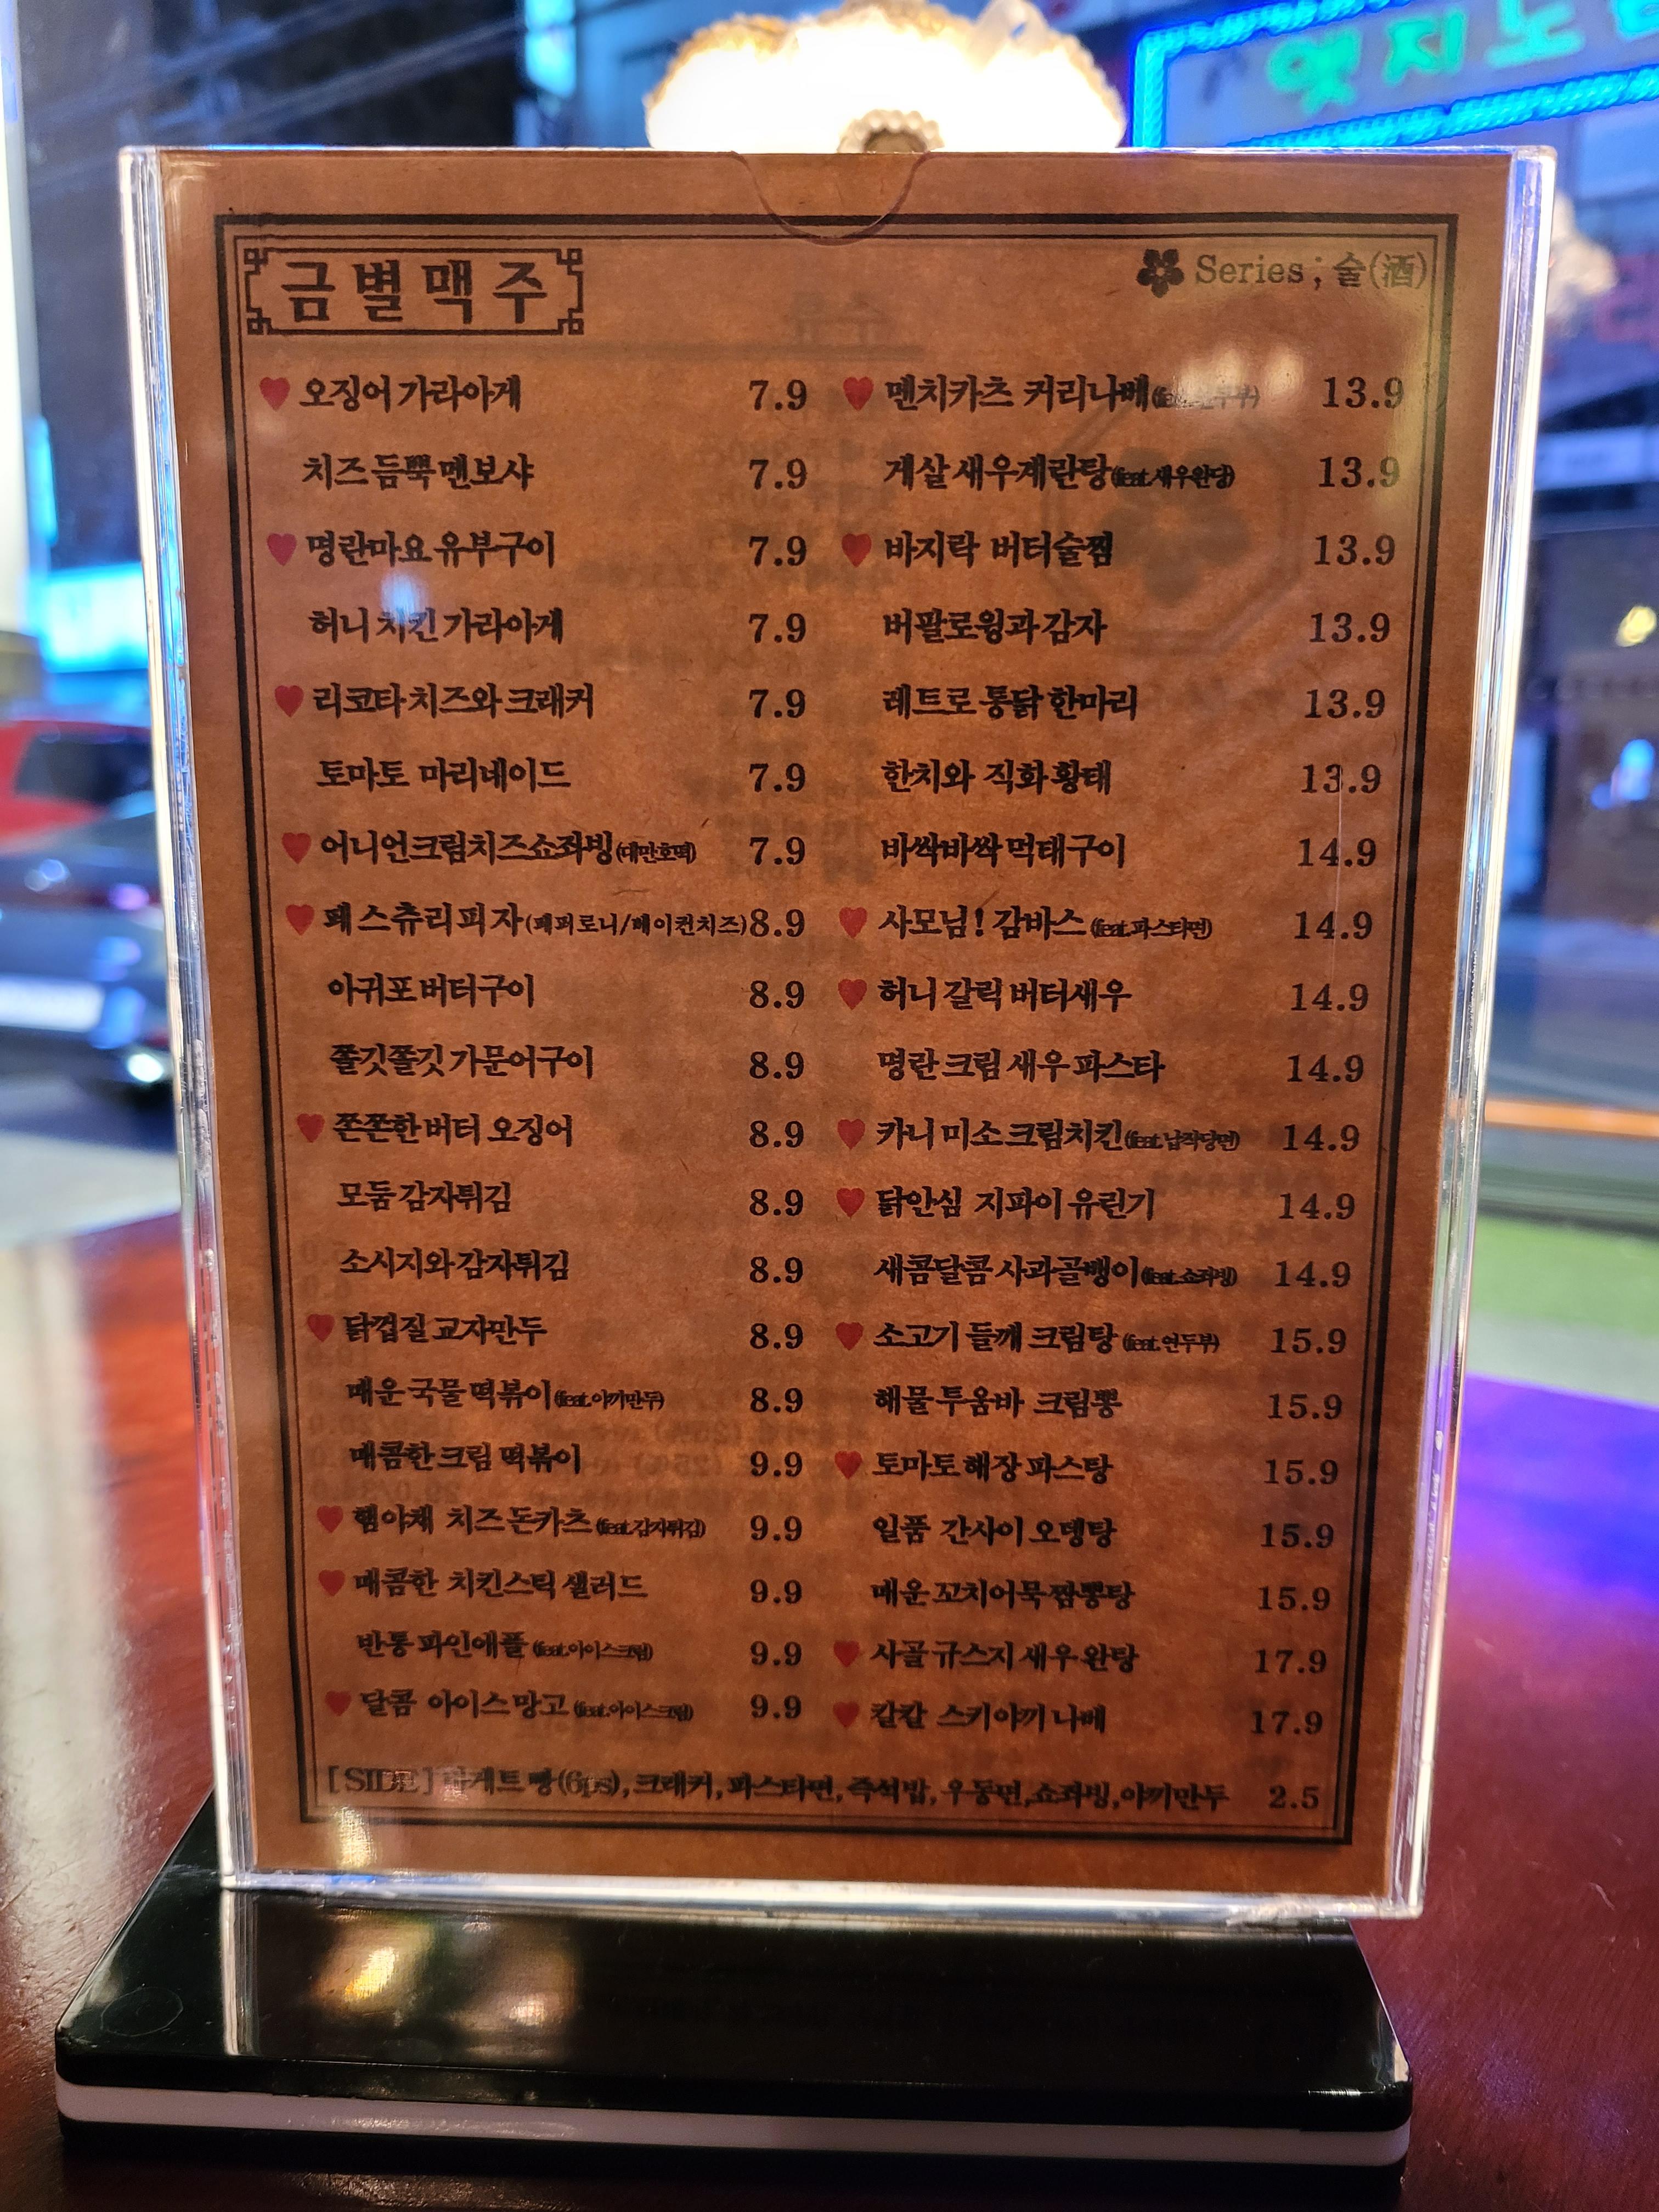 엣지노
금별맥주
Series ; 술(酒)
오징어 가라아게 7.9
치즈 듬뿍 멘보샤 7.9
명란마요 유부구이 7.9
허니 치킨 가라아게 7.9
리코타 치즈와 크래커 7.9
토마토 마리네이드 7.9
어니언크림치즈쇼좌빙(대만호떡) 7.9
페스츄리 피자(페퍼로니/베이컨치즈) 8.9
아귀포 버터구이 8.9
쫄깃쫄깃 가문어구이 8.9
쫀쫀한 버터 오징어 8.9
모둠 감자튀김 8.9
소시지와 감자튀김 8.9
닭껍질 교자만두 8.9
매운 국물 떡볶이(feat.야끼만두) 8.9
매콤한 크림 떡볶이 9.9
햄야채 치즈 돈카츠(feat.감자튀김) 9.9
매콤한 치킨스틱 샐러드 9.9
반통 파인애플(feat.아이스크림) 9.9
달콤 아이스 망고(feat.아이스크림) 9.9
멘치카츠 커리나베 13.9
게살 새우계란탕(feat.새우완탕) 13.9
바지락 버터술찜 13.9
버팔로윙과 감자 13.9
레트로 통닭 한마리 13.9
한치와 직화 황태 13.9
바싹바싹 먹태구이 14.9
사모님! 감바스(feat.파스타면) 14.9
허니 갈릭 버터새우 14.9
명란 크림 새우 파스타 14.9
카니 미소 크림치킨(feat.납작당면) 14.9
닭안심 지파이 유린기 14.9
새콤달콤 사과골뱅이(feat.쇼좌빙) 14.9
소고기 들깨 크림탕(feat.연두부) 15.9
해물 투움바 크림뽕 15.9
토마토 해장 파스탕 15.9
일품 간사이 오뎅탕 15.9
매운 꼬치어묵 짬뽕탕 15.9
사골 규스지 새우 완탕 17.9
칼칼 스키야끼 나베 17.9
[SIDE] 바게트 빵(6ps), 크래커, 파스타면, 즉석밥, 우동면, 쇼좌빙, 야끼만두 2.5